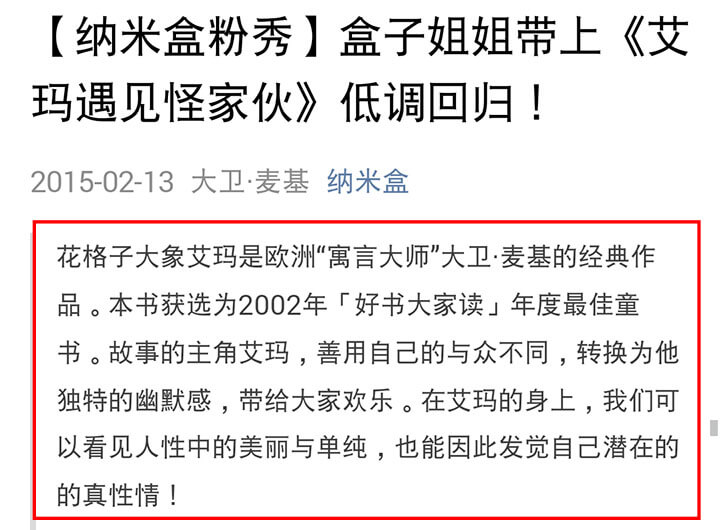 【纳米盒粉秀】盒子姐姐带上《艾
玛遇见怪家伙》低调回归！
2015-02-13 大卫·麦基 纳米盒
花格子大象艾玛是欧洲“寓言大师”大卫·麦基的经典作
品。本书获选为2002年「好书大家读」年度最佳童
书。故事的主角艾玛，善用自己的与众不同，转换为他
独特的幽默感，带给大家欢乐。在艾玛的身上，我们可
以看见人性中的美丽与单纯，也能因此发觉自己潜在的
的真性情！